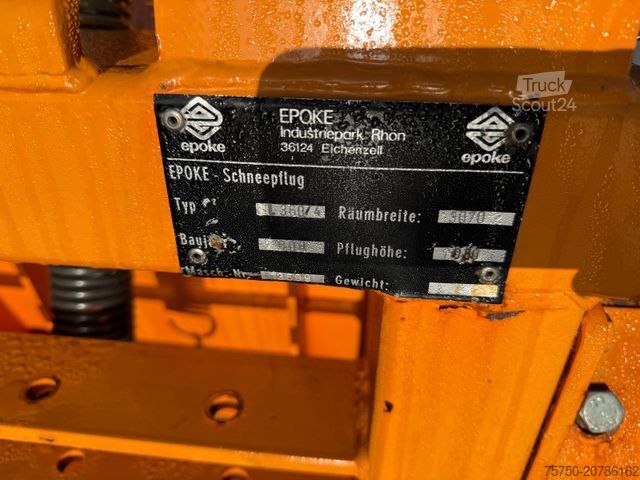 Truck
Scout24
EPOKE
Industriepark Rhön
36124 Eichenzell
epoke
epoke
EPOKE - Schneepflug
Typ Räumbreite:
Baujahr Pflughöhe:
Masch.-Nr. Gewicht:
75750-20786162